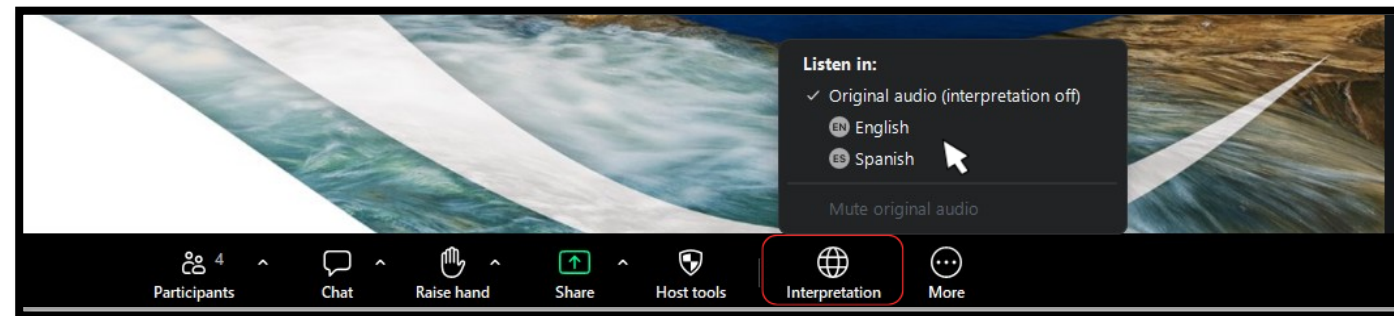 Listen in:
✓ Original audio (interpretation off)
EN English
ES Spanish
Mute original audio
4
Participants
Chat
Raise hand
Share
Host tools
Interpretation
More